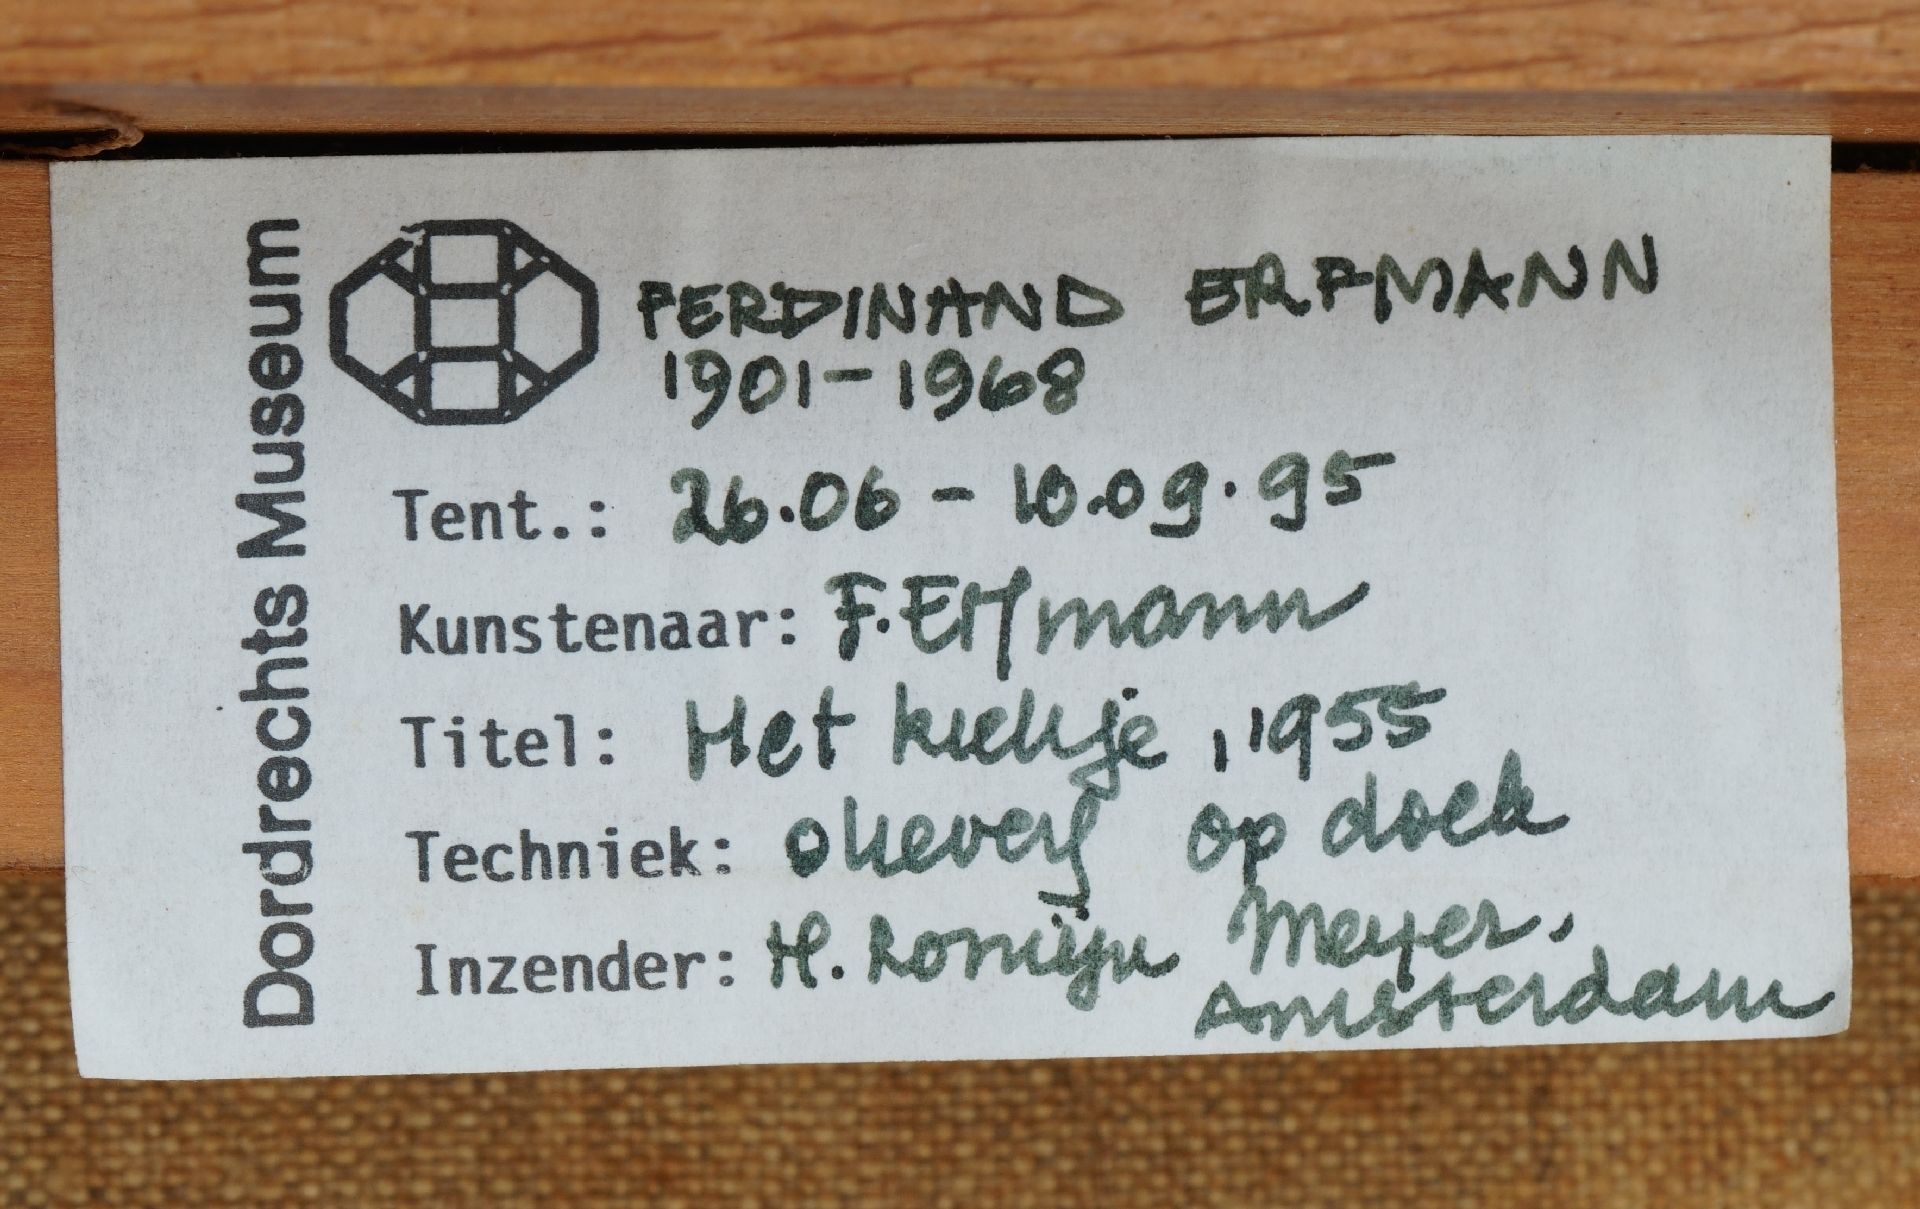 Dordrechts Museum
FERDINAND ERFMANN
1901-1968
Tent.: 26.06 - 10.09.95
Kunstenaar: F. Erfmann
Titel: Het kiekje, 1955
Techniek: olieverf op doek
Inzender: H. Romijn Meyer.
Amsterdam